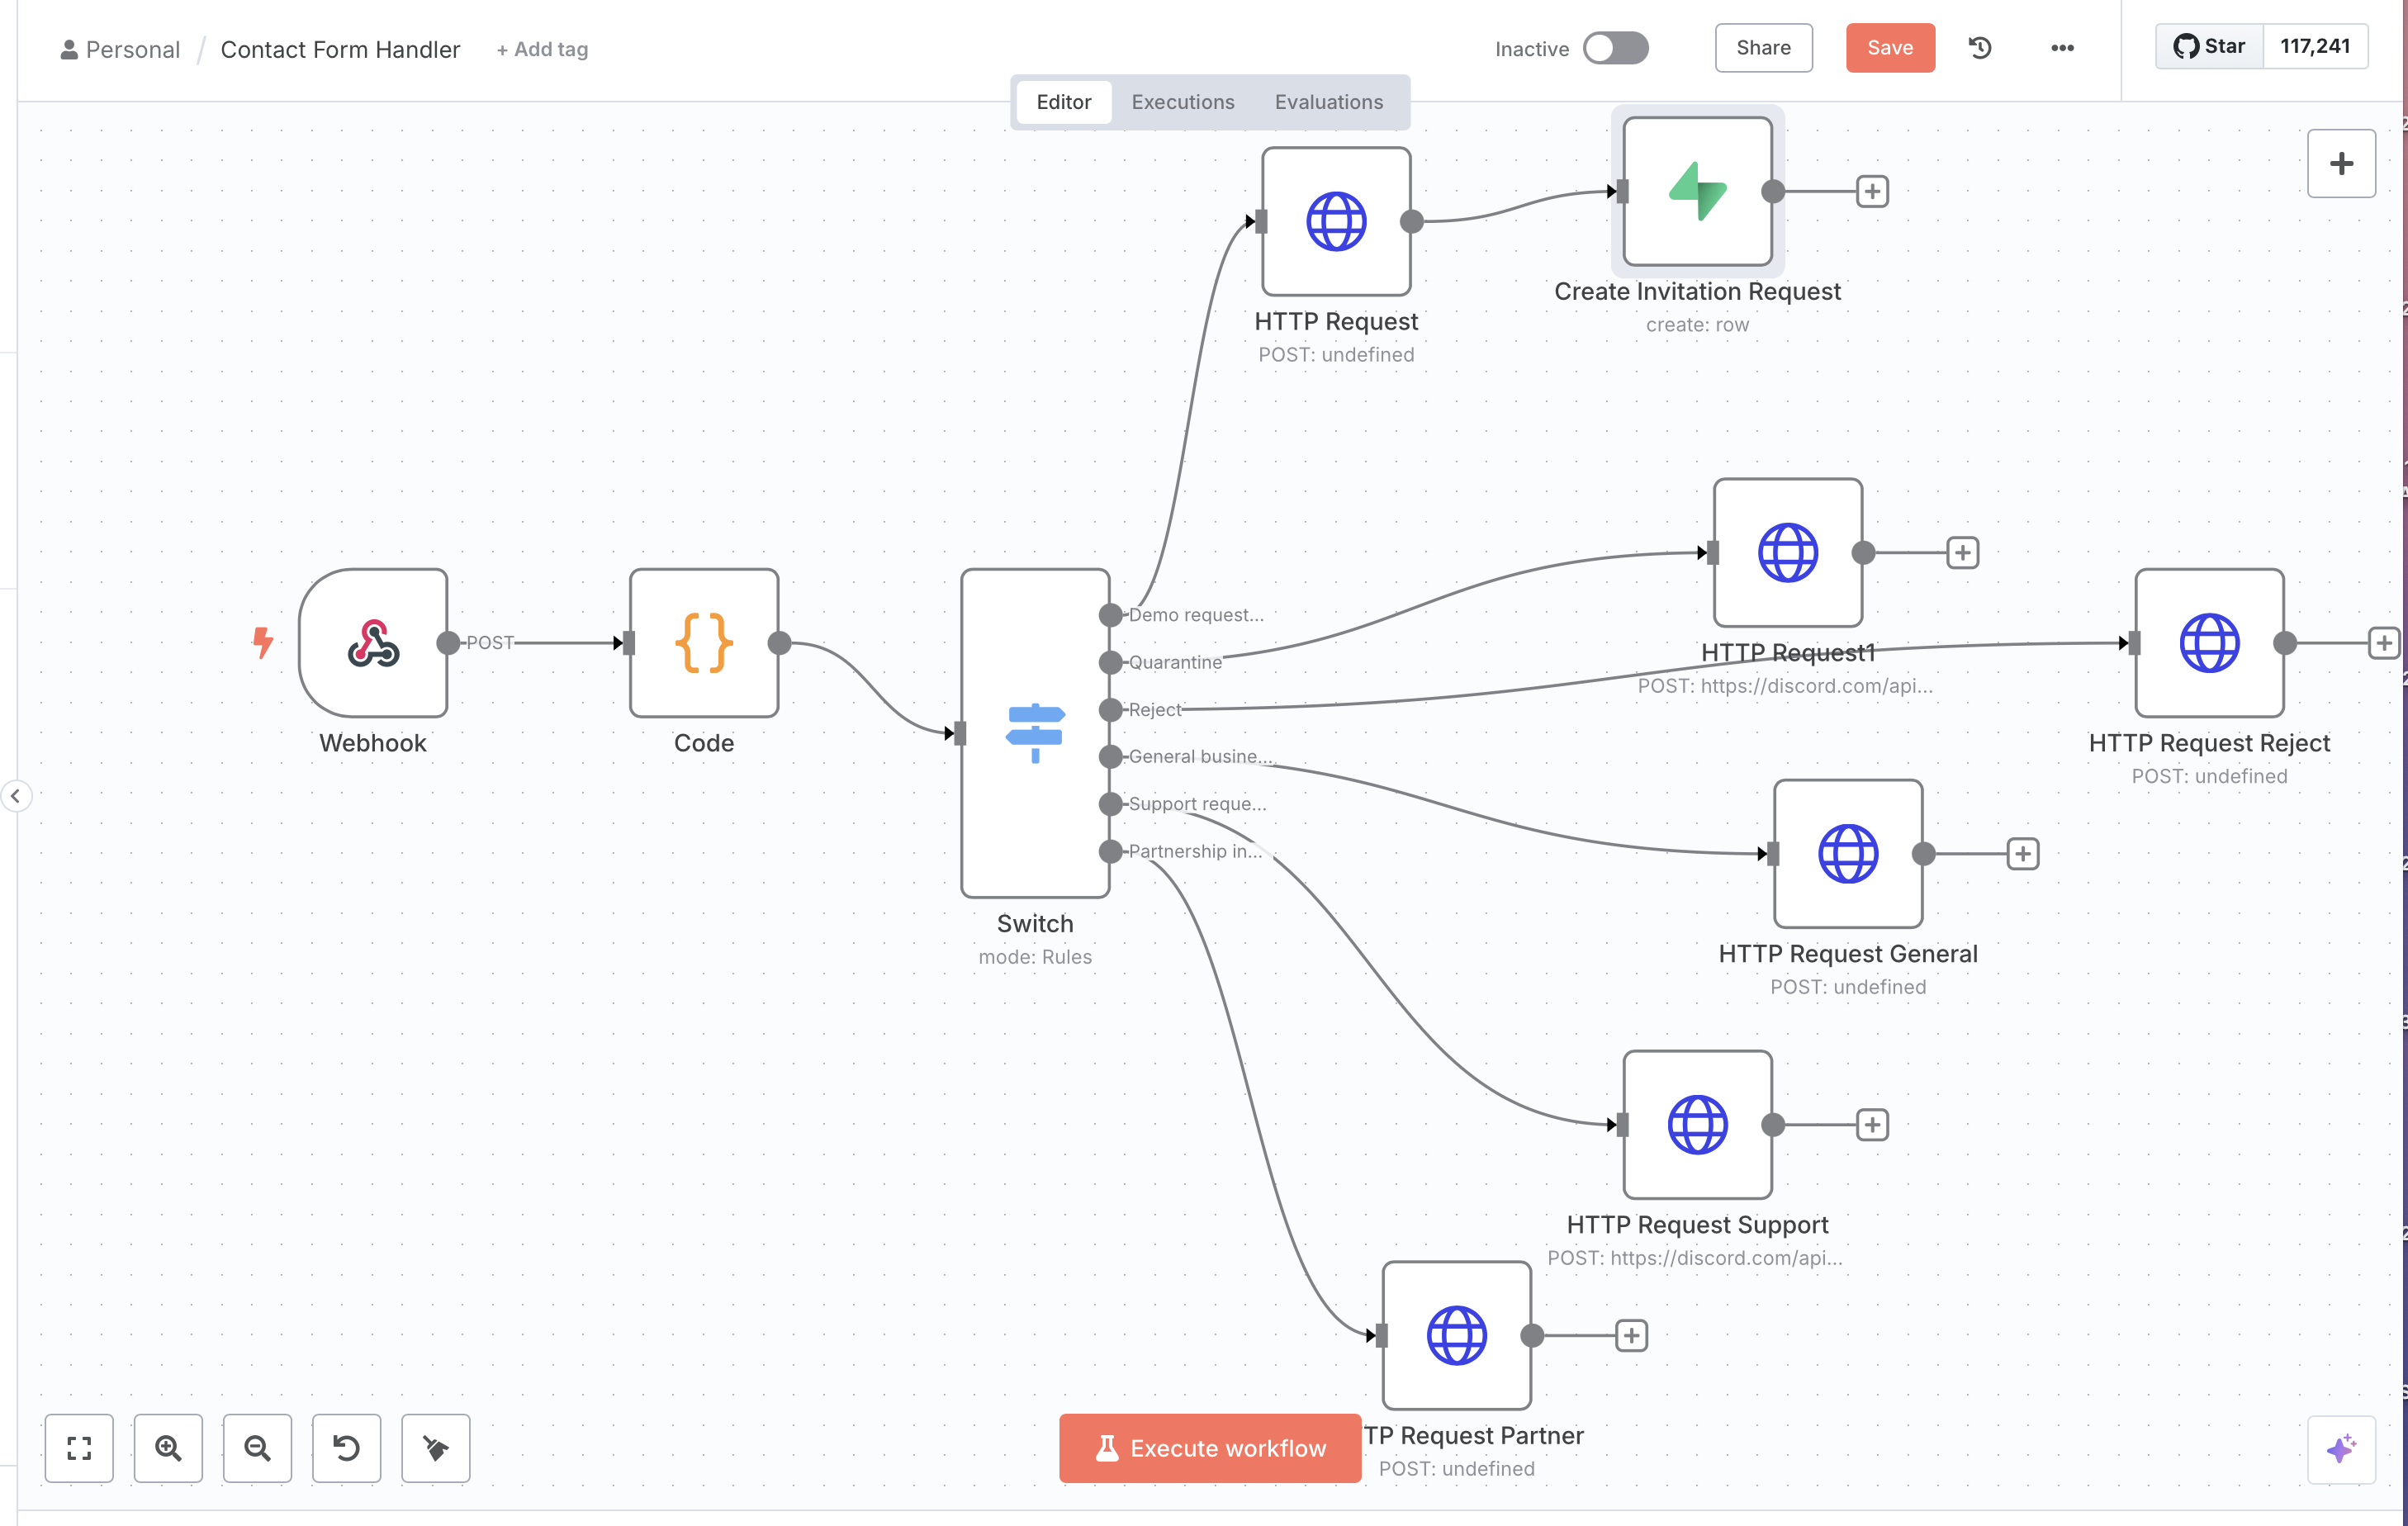 Personal / Contact Form Handler + Add tag
Inactive
Share
Save
Star 117,241
Editor Executions Evaluations
HTTP Request
POST: undefined
Create Invitation Request
create: row
Webhook
POST
Code
Switch
mode: Rules
Demo request...
Quarantine
Reject
General busine...
Support reque...
Partnership in...
HTTP Request1
POST: https://discord.com/api...
HTTP Request Reject
POST: undefined
HTTP Request General
POST: undefined
HTTP Request Support
POST: https://discord.com/api...
TP Request Partner
POST: undefined
Execute workflow